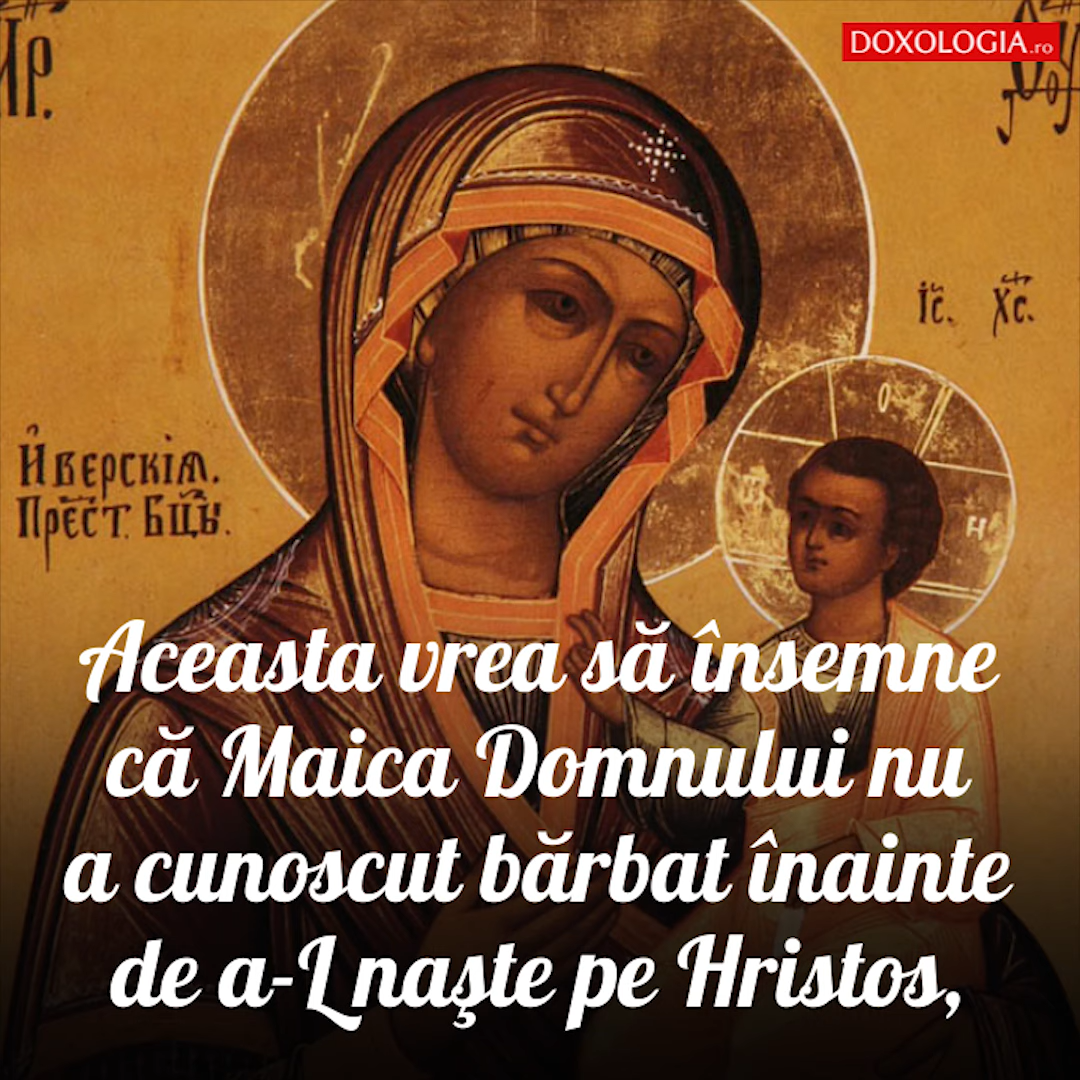 DOXOLOGIA.ro
ІС. ХС.
О
Н
Иверскїѧ.
Прест. Бцы.
Aceasta vrea să însemne
că Maica Domnului nu
a cunoscut bărbat înainte
de a-L naşte pe Hristos,